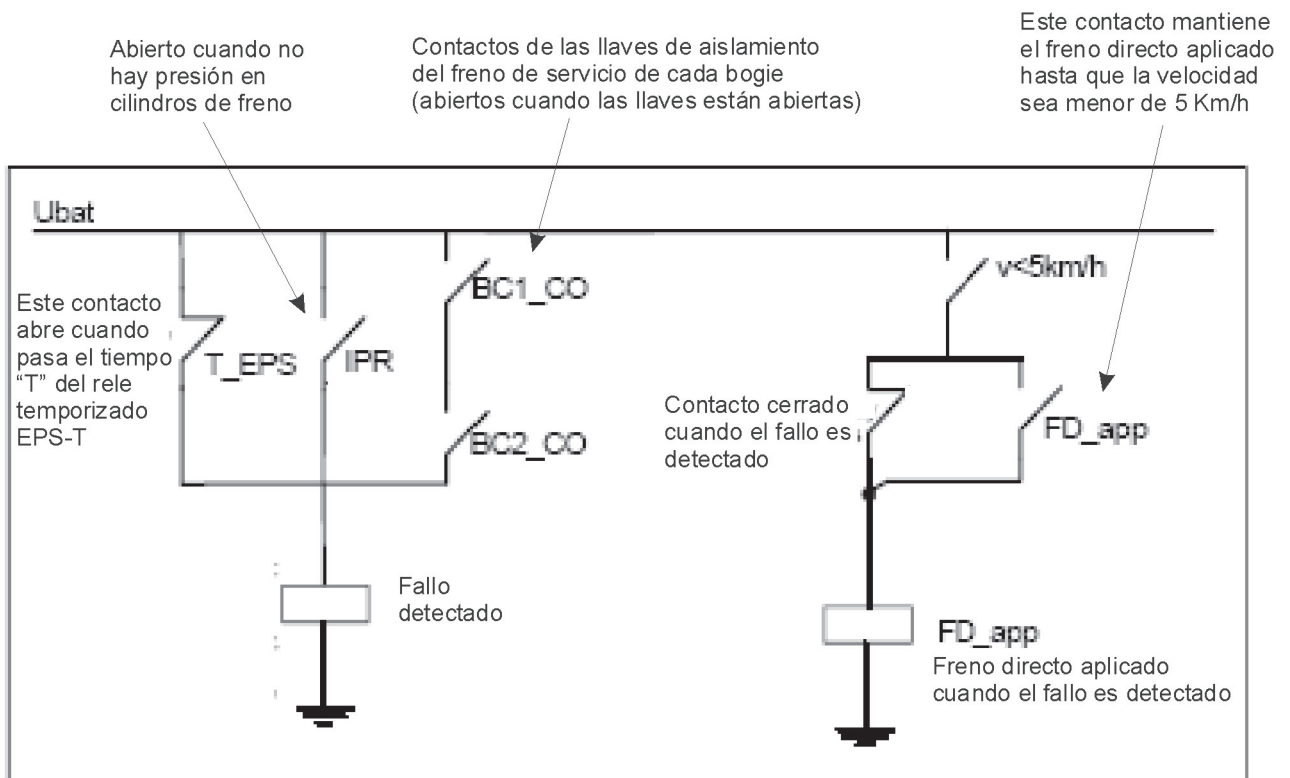 Abierto cuando no
hay presión en
cilindros de freno
Contactos de las llaves de aislamiento
del freno de servicio de cada bogie
(abiertos cuando las llaves están abiertas)
Este contacto mantiene
el freno directo aplicado
hasta que la velocidad
sea menor de 5 Km/h
Ubat
Este contacto
abre cuando
pasa el tiempo
“T” del rele
temporizado
EPS-T
T_EPS
IPR
BC1_CO
BC2_CO
v<5km/h
Contacto cerrado
cuando el fallo es
detectado
FD_app
Fallo
detectado
FD_app
Freno directo aplicado
cuando el fallo es detectado